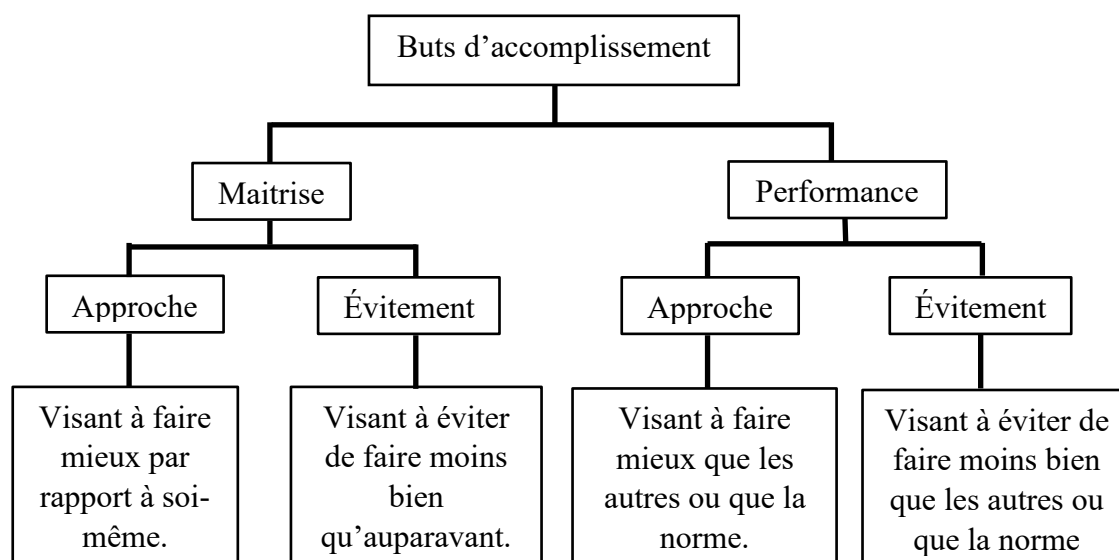 Buts d’accomplissement
Maitrise
Performance
Approche
Évitement
Approche
Évitement
Visant à faire
mieux par
rapport à soi-
même.
Visant à éviter
de faire moins
bien
qu’auparavant.
Visant à faire
mieux que les
autres ou que la
norme.
Visant à éviter de
faire moins bien
que les autres ou
que la norme